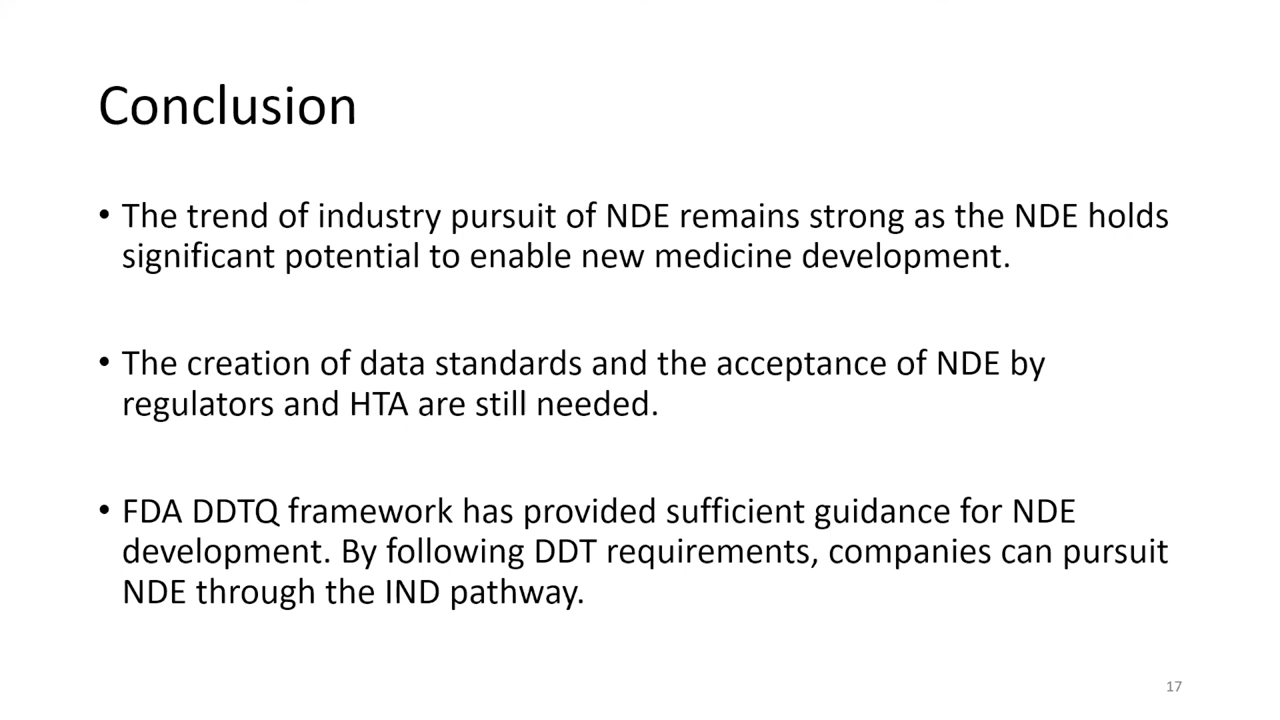 Conclusion
• The trend of industry pursuit of NDE remains strong as the NDE holds
significant potential to enable new medicine development.
• The creation of data standards and the acceptance of NDE by
regulators and HTA are still needed.
• FDA DDTQ framework has provided sufficient guidance for NDE
development. By following DDT requirements, companies can pursuit
NDE through the IND pathway.
17